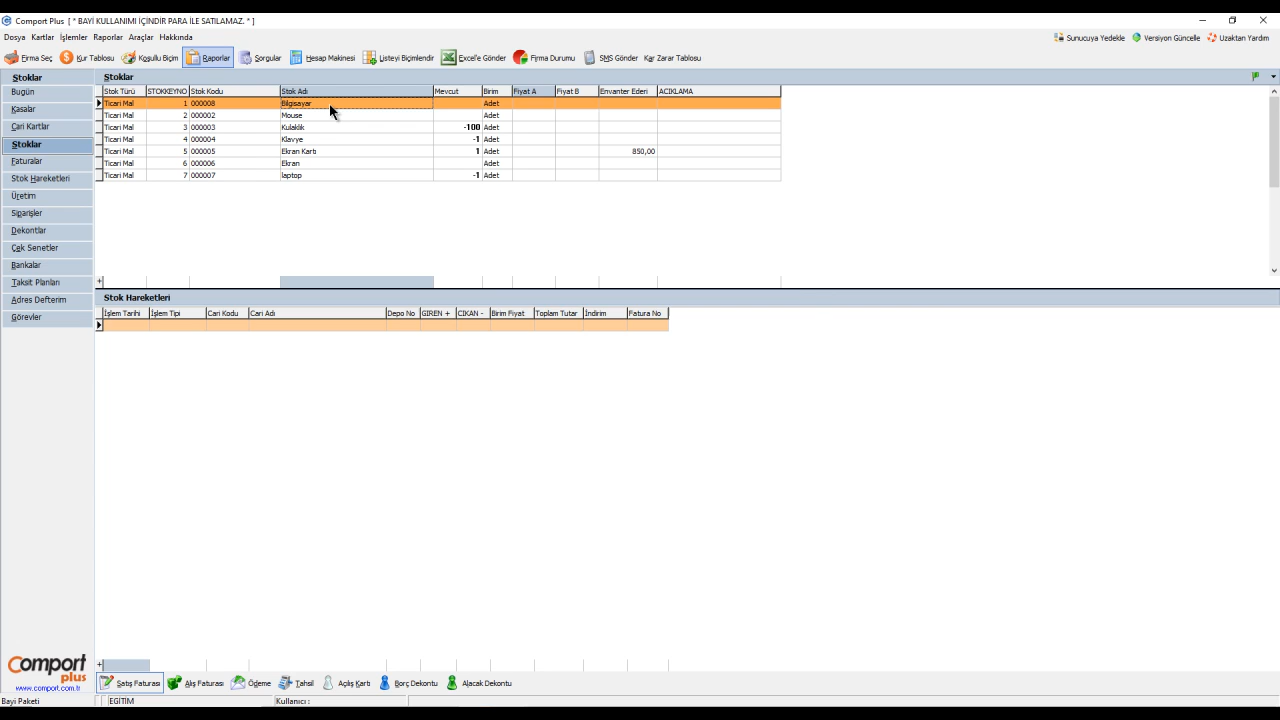 Comport Plus [ * BAYİ KULLANIMI İÇİNDİR PARA İLE SATILAMAZ. * ]
Dosya Kartlar İşlemler Raporlar Araçlar Hakkında
Sunucuya Yedekle Versiyon Güncelle Uzaktan Yardım
Firma Seç Kur Tablosu Koşullu Biçim Raporlar Sorgular Hesap Makinesi Listeyi Biçimlendir Excel'e Gönder Firma Durumu SMS Gönder Kar Zarar Tablosu
Stoklar
Bugün
Kasalar
Cari Kartlar
Stoklar
Faturalar
Stok Hareketleri
Üretim
Siparişler
Dekontlar
Çek Senetler
Bankalar
Taksit Planları
Adres Defterim
Görevler
Stoklar
Stok Türü STOKKEYNO Stok Kodu Stok Adı Mevcut Birim Fiyat A Fiyat B Envanter Ederi ACIKLAMA
Ticari Mal 1 000008 Bilgisayar Adet
Ticari Mal 2 000002 Mouse Adet
Ticari Mal 3 000003 Kulaklık -100 Adet
Ticari Mal 4 000004 Klavye -1 Adet
Ticari Mal 5 000005 Ekran Kartı 1 Adet 850,00
Ticari Mal 6 000006 Ekran Adet
Ticari Mal 7 000007 laptop -1 Adet
Stok Hareketleri
İşlem Tarihi İşlem Tipi Cari Kodu Cari Adı Depo No GIREN + CIKAN - Birim Fiyat Toplam Tutar İndirim Fatura No
Comport
plus
www.comport.com.tr
Satış Faturası Alış Faturası Ödeme Tahsil Açılış Kartı Borç Dekontu Alacak Dekontu
Bayi Paketi EĞİTİM Kullanıcı :